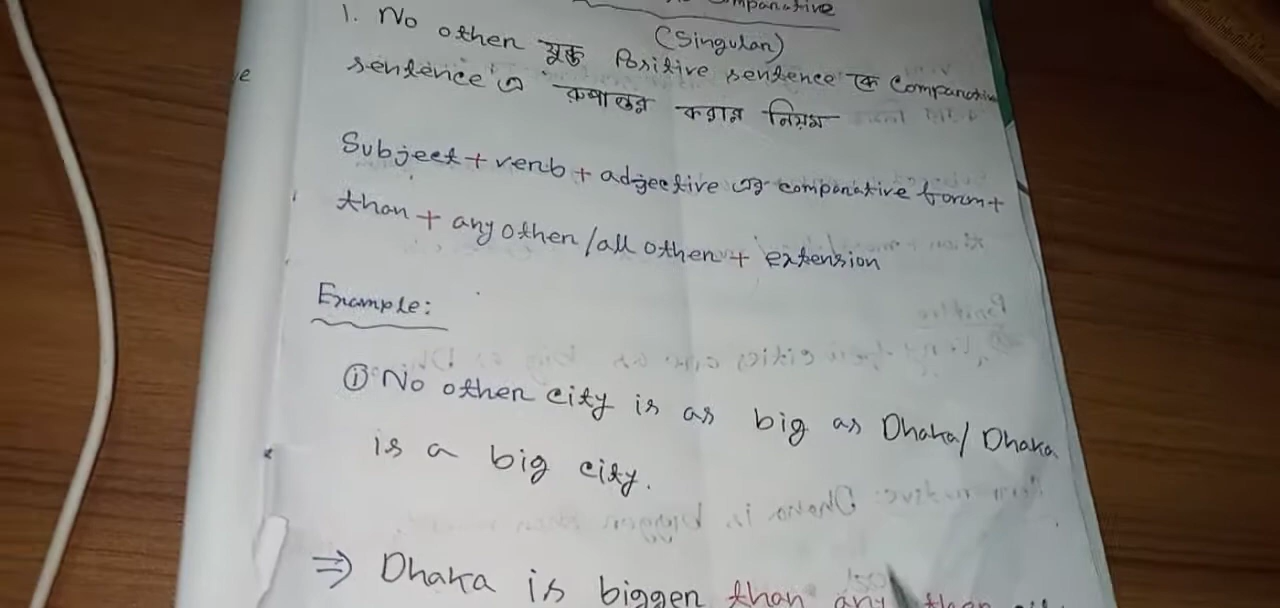 Comparative
(Singular)
1. No other যুক্ত Positive sentence কে Comparative
sentence এ রূপান্তর করার নিয়ম
Subject + verb + adjective এর comparative form +
than + any other /all other + extension
Example:
① No other city is as big as Dhaka/ Dhaka
is a big city.
⇒ Dhaka is bigger than any